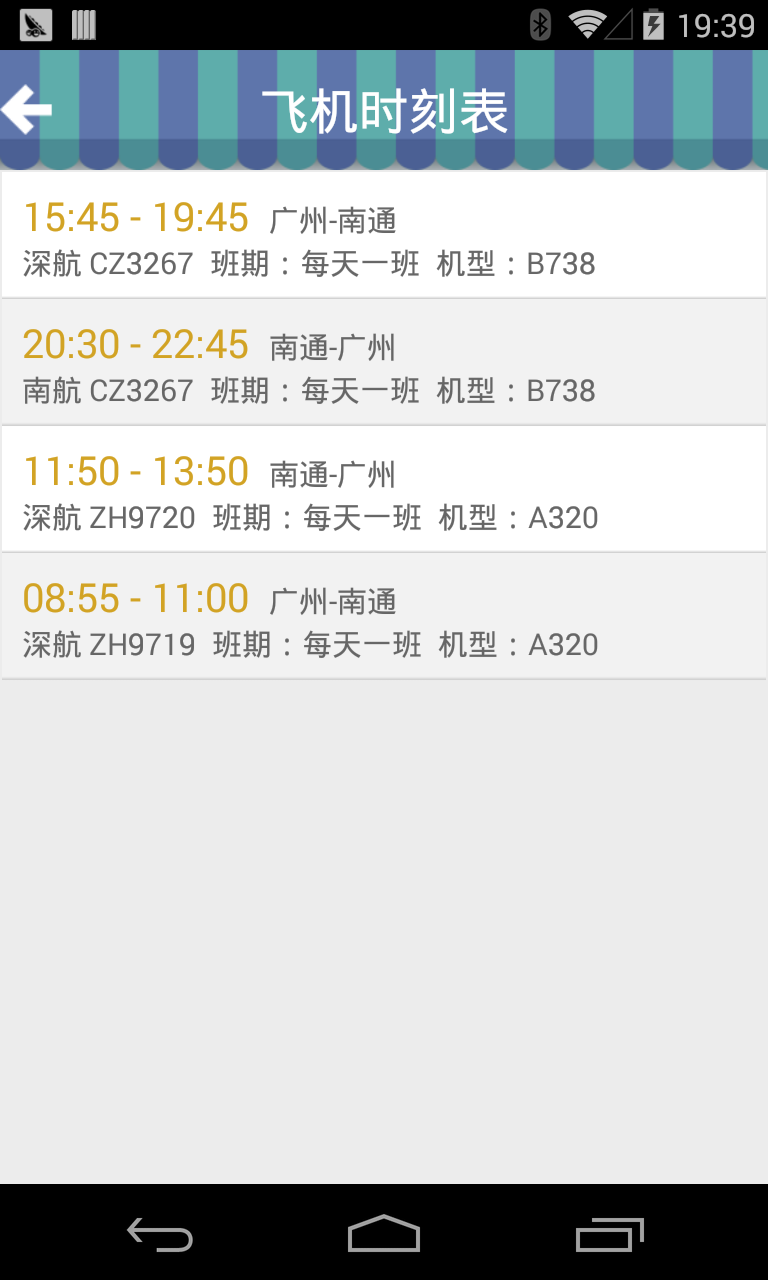 19:39
飞机时刻表
15:45 - 19:45 广州-南通
深航 CZ3267 班期：每天一班 机型：B738
20:30 - 22:45 南通-广州
南航 CZ3267 班期：每天一班 机型：B738
11:50 - 13:50 南通-广州
深航 ZH9720 班期：每天一班 机型：A320
08:55 - 11:00 广州-南通
深航 ZH9719 班期：每天一班 机型：A320